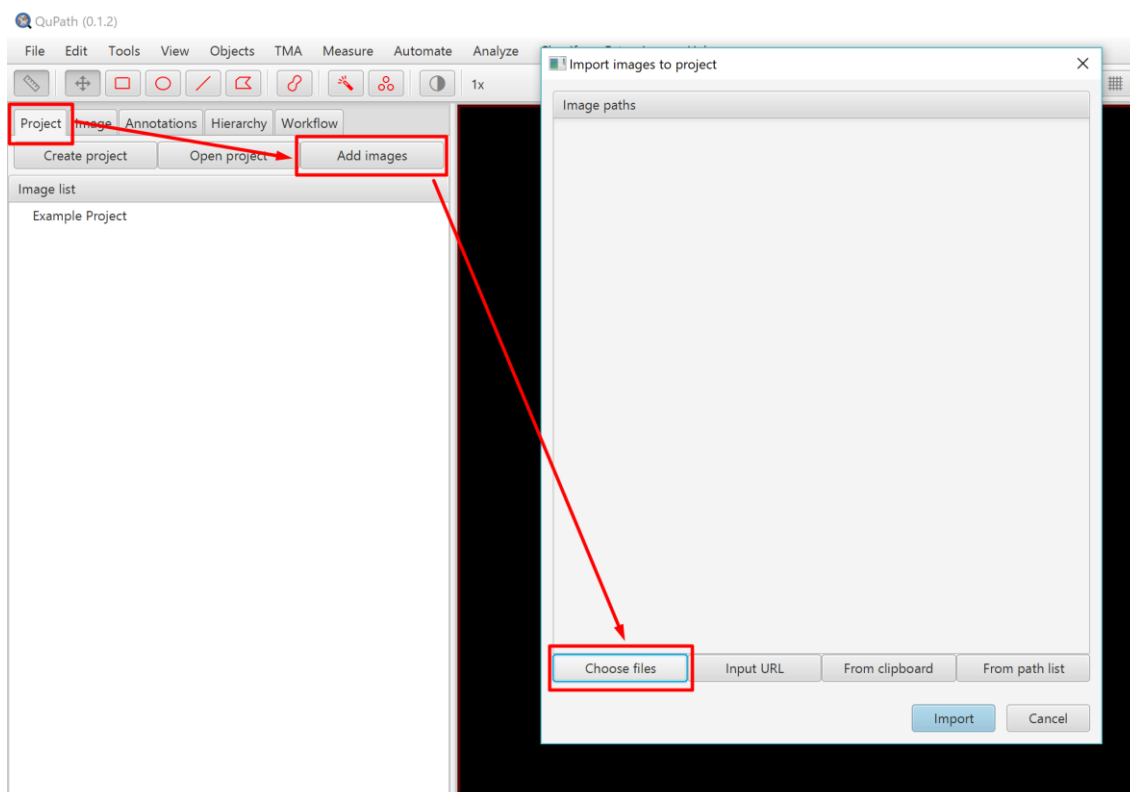 QuPath (0.1.2)
File Edit Tools View Objects TMA Measure Automate Analyze
1x
Project Image Annotations Hierarchy Workflow
Create project Open project Add images
Image list
Example Project
Import images to project
Image paths
Choose files Input URL From clipboard From path list
Import Cancel